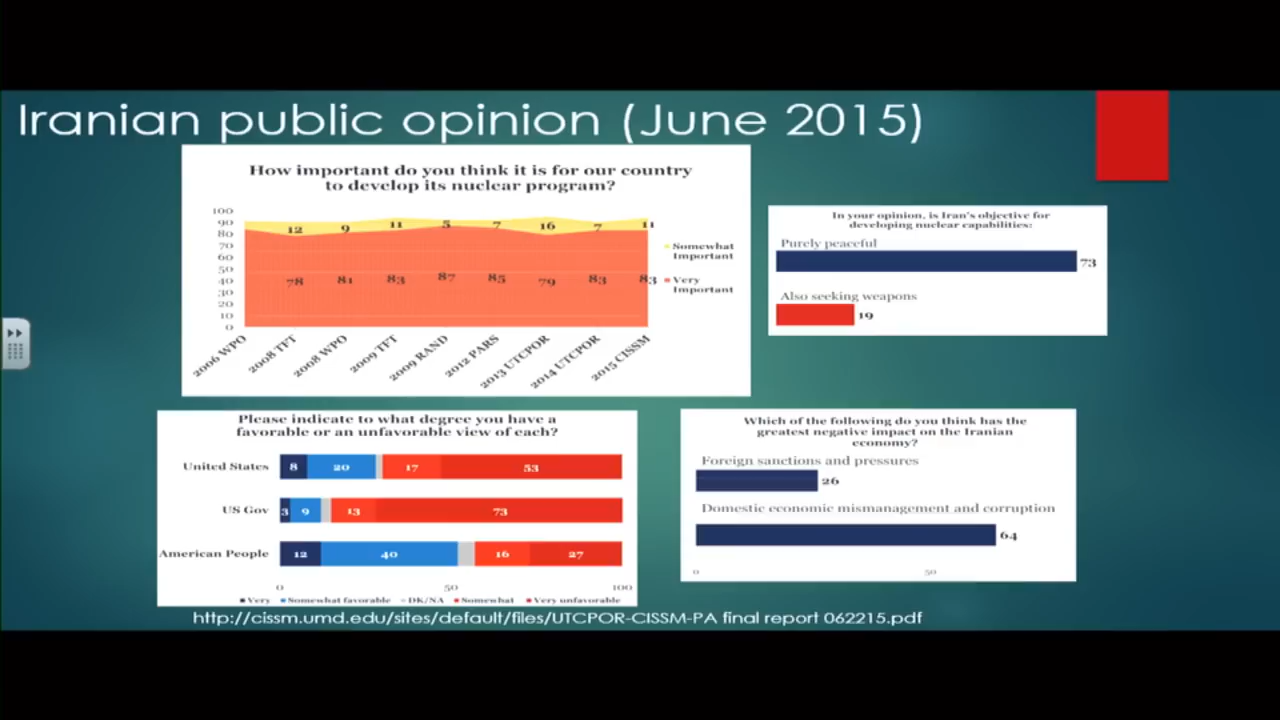 Iranian public opinion (June 2015)
How important do you think it is for our country
to develop its nuclear program?
100
90
80
70
60
50
40
30
20
10
0
12 9 11 5 7 16 7 11
78 81 83 87 85 79 83 83
Somewhat
Important
Very
Important
2006 WPO
2008 TFT
2008 WPO
2009 TFT
2009 RAND
2012 PARS
2013 UTCPOR
2014 UTCPOR
2015 CISSM
In your opinion, is Iran's objective for
developing nuclear capabilities:
Purely peaceful
73
Also seeking weapons
19
Please indicate to what degree you have a
favorable or an unfavorable view of each?
United States 8 20 17 53
US Gov 3 9 13 73
American People 12 40 16 27
0 50 100
Very Somewhat favorable DK/NA Somewhat Very unfavorable
Which of the following do you think has the
greatest negative impact on the Iranian
economy?
Foreign sanctions and pressures
26
Domestic economic mismanagement and corruption
64
0 50
http://cissm.umd.edu/sites/default/files/UTCPOR-CISSM-PA final report 062215.pdf